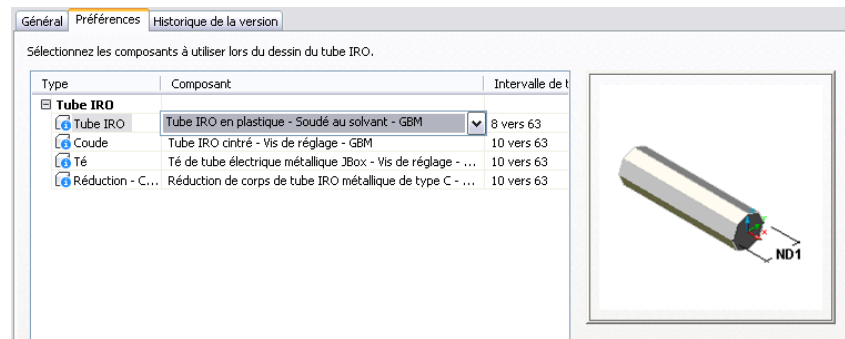 Général Préférences Historique de la version
Sélectionnez les composants à utiliser lors du dessin du tube IRO.
Type Composant Intervalle de t
Tube IRO
Tube IRO Tube IRO en plastique - Soudé au solvant - GBM 8 vers 63
Coude Tube IRO cintré - Vis de réglage - GBM 10 vers 63
Té Té de tube électrique métallique JBox - Vis de réglage - ... 10 vers 63
Réduction - C... Réduction de corps de tube IRO métallique de type C - ... 10 vers 63
ND1